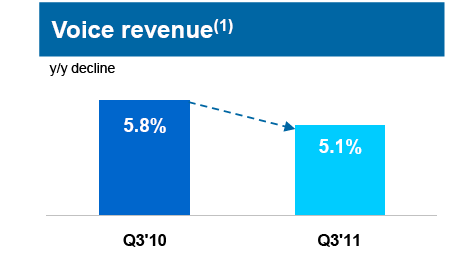 Voice revenue(1)
y/y decline
5.8%
5.1%
Q3'10
Q3'11